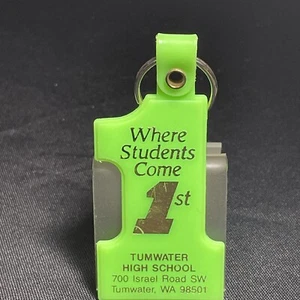 Where
Students
Come
1st
TUMWATER
HIGH SCHOOL
700 Israel Road SW
Tumwater, WA 98501